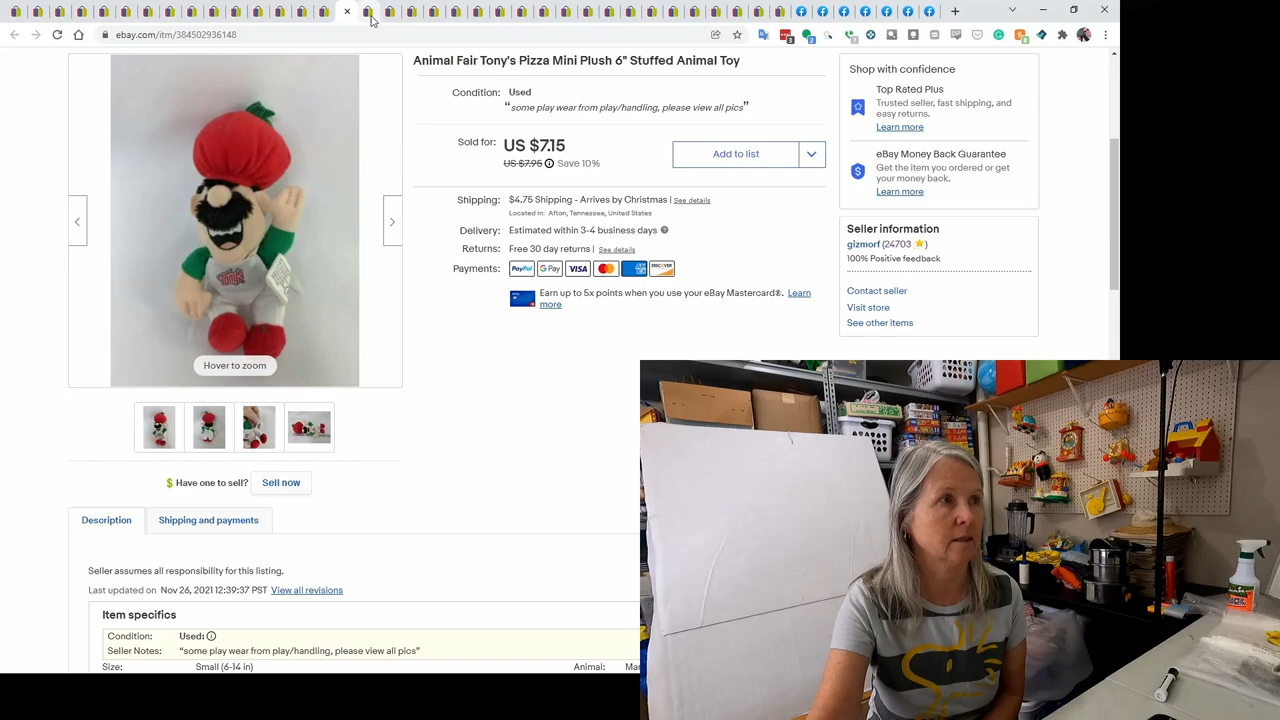 ebay.com/itm/384502936148
Animal Fair Tony's Pizza Mini Plush 6" Stuffed Animal Toy
Condition: Used
“some play wear from play/handling, please view all pics”
Sold for: US $7.15
US $7.95 Save 10%
Add to list
Shipping: $4.75 Shipping - Arrives by Christmas | See details
Located in: Afton, Tennessee, United States
Delivery: Estimated within 3-4 business days
Returns: Free 30 day returns | See details
Payments: PayPal G Pay VISA DISCOVER
Earn up to 5x points when you use your eBay Mastercard®. Learn
more
Shop with confidence
Top Rated Plus
Trusted seller, fast shipping, and
easy returns.
Learn more
eBay Money Back Guarantee
Get the item you ordered or get
your money back.
Learn more
Seller information
gizmorf (24703 )
100% Positive feedback
Contact seller
Visit store
See other items
Tony's
Hover to zoom
$ Have one to sell? Sell now
Description Shipping and payments
Seller assumes all responsibility for this listing.
Last updated on Nov 26, 2021 12:39:37 PST View all revisions
Item specifics
Condition: Used:
Seller Notes: “some play wear from play/handling, please view all pics”
Size: Small (6-14 in) Animal: